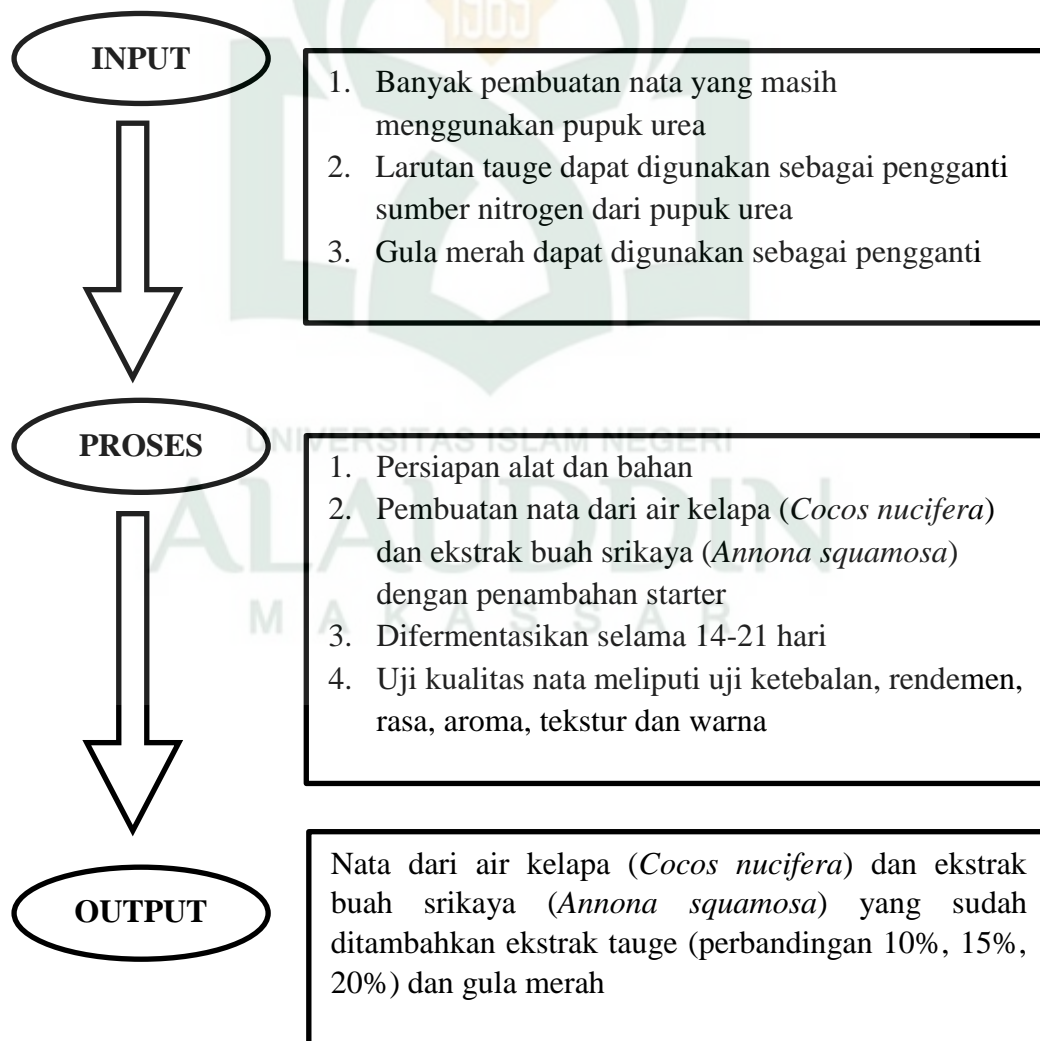 1965
INPUT
1. Banyak pembuatan nata yang masih
menggunakan pupuk urea
2. Larutan tauge dapat digunakan sebagai pengganti
sumber nitrogen dari pupuk urea
3. Gula merah dapat digunakan sebagai pengganti
PROSES
UNIVERSITAS ISLAM NEGERI
ALAUDDIN
MAKASSAR
1. Persiapan alat dan bahan
2. Pembuatan nata dari air kelapa (Cocos nucifera)
dan ekstrak buah srikaya (Annona squamosa)
dengan penambahan starter
3. Difermentasikan selama 14-21 hari
4. Uji kualitas nata meliputi uji ketebalan, rendemen,
rasa, aroma, tekstur dan warna
OUTPUT
Nata dari air kelapa (Cocos nucifera) dan ekstrak
buah srikaya (Annona squamosa) yang sudah
ditambahkan ekstrak tauge (perbandingan 10%, 15%,
20%) dan gula merah